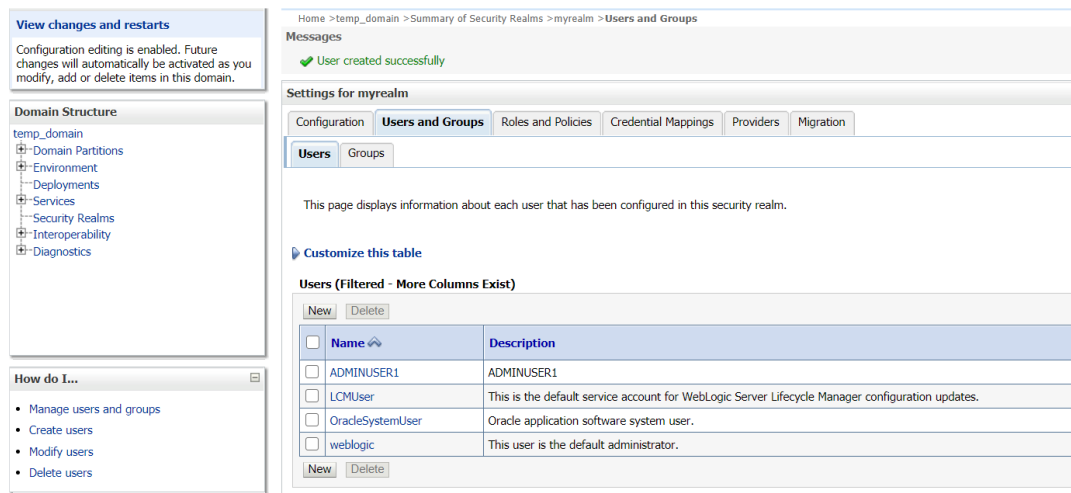 View changes and restarts
Configuration editing is enabled. Future
changes will automatically be activated as you
modify, add or delete items in this domain.
Domain Structure
temp_domain
Domain Partitions
Environment
Deployments
Services
Security Realms
Interoperability
Diagnostics
How do I...
Manage users and groups
Create users
Modify users
Delete users
Home >temp_domain >Summary of Security Realms >myrealm >Users and Groups
Messages
User created successfully
Settings for myrealm
Configuration Users and Groups Roles and Policies Credential Mappings Providers Migration
Users Groups
This page displays information about each user that has been configured in this security realm.
Customize this table
Users (Filtered - More Columns Exist)
New Delete
Name Description
ADMINUSER1 ADMINUSER1
LCMUser This is the default service account for WebLogic Server Lifecycle Manager configuration updates.
OracleSystemUser Oracle application software system user.
weblogic This user is the default administrator.
New Delete